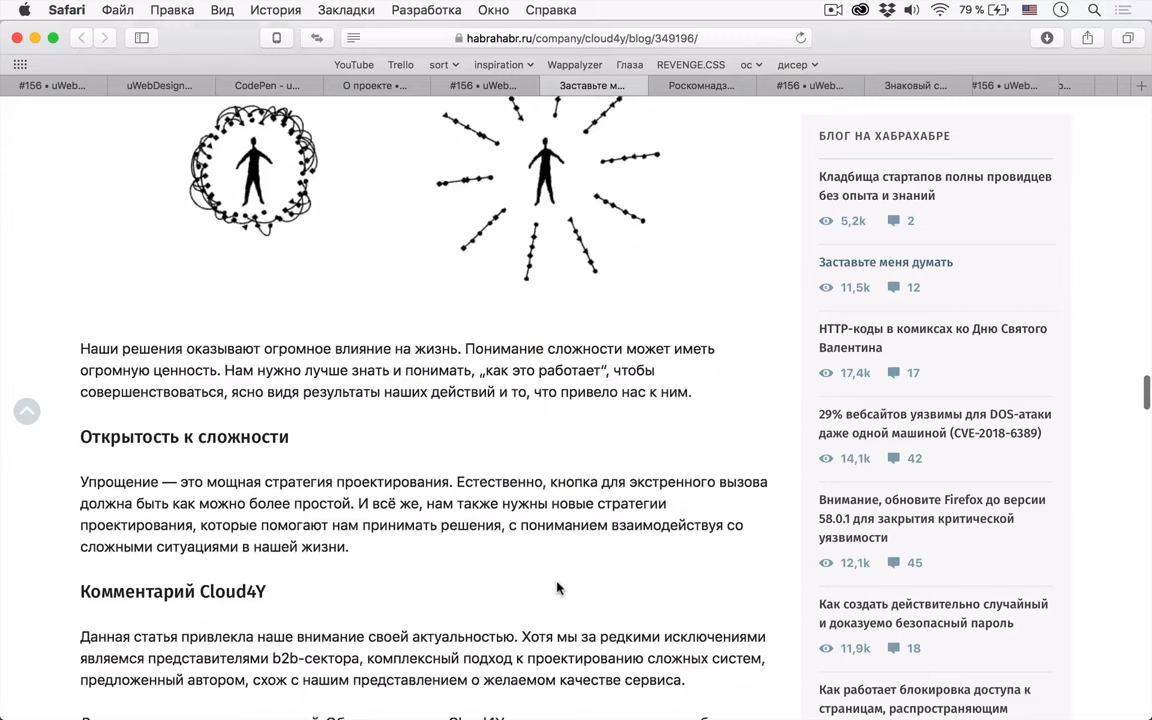 Safari Файл Правка Вид История Закладки Разработка Окно Справка 79 %
habrahabr.ru/company/cloud4y/blog/349196/
YouTube Trello sort inspiration Wappalyzer Глаза REVENGE.CSS ос дисер
#156 • uWeb... uWebDesign... CodePen - u... О проекте •... #156 • uWeb... Заставьте м... Роскомнадз... #156 • uWeb... Знаковый с... #156 • uWeb...
Наши решения оказывают огромное влияние на жизнь. Понимание сложности может иметь
огромную ценность. Нам нужно лучше знать и понимать, „как это работает“, чтобы
совершенствоваться, ясно видя результаты наших действий и то, что привело нас к ним.
Открытость к сложности
Упрощение — это мощная стратегия проектирования. Естественно, кнопка для экстренного вызова
должна быть как можно более простой. И всё же, нам также нужны новые стратегии
проектирования, которые помогают нам принимать решения, с пониманием взаимодействуя со
сложными ситуациями в нашей жизни.
Комментарий Cloud4Y
Данная статья привлекла наше внимание своей актуальностью. Хотя мы за редкими исключениями
являемся представителями b2b-сектора, комплексный подход к проектированию сложных систем,
предложенный автором, схож с нашим представлением о желаемом качестве сервиса.
БЛОГ НА ХАБРАХАБРЕ
Кладбища стартапов полны провидцев
без опыта и знаний
5,2k 2
Заставьте меня думать
11,5k 12
HTTP-коды в комиксах ко Дню Святого
Валентина
17,4k 17
29% вебсайтов уязвимы для DOS-атаки
даже одной машиной (CVE-2018-6389)
14,1k 42
Внимание, обновите Firefox до версии
58.0.1 для закрытия критической
уязвимости
12,1k 45
Как создать действительно случайный
и доказуемо безопасный пароль
11,9k 18
Как работает блокировка доступа к
страницам, распространяющим